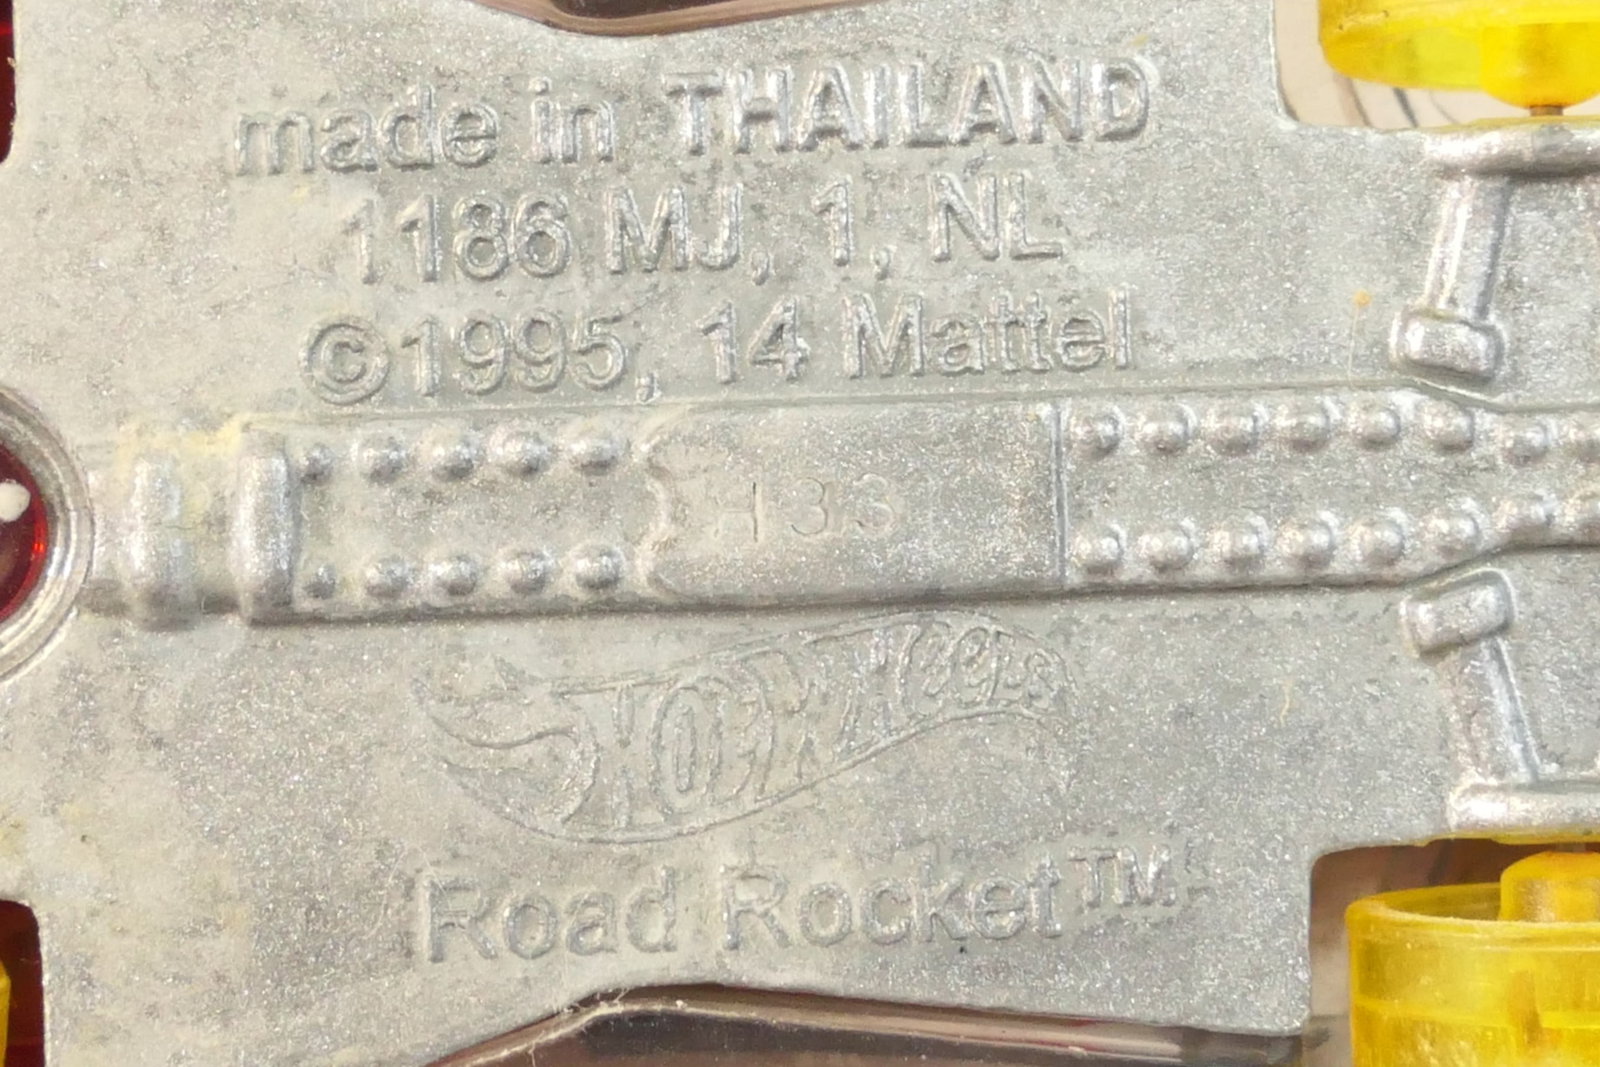 made in THAILAND
1186 MJ, 1, NL
©1995, 14 Mattel
H33
Hot Wheels
Road Rocket™